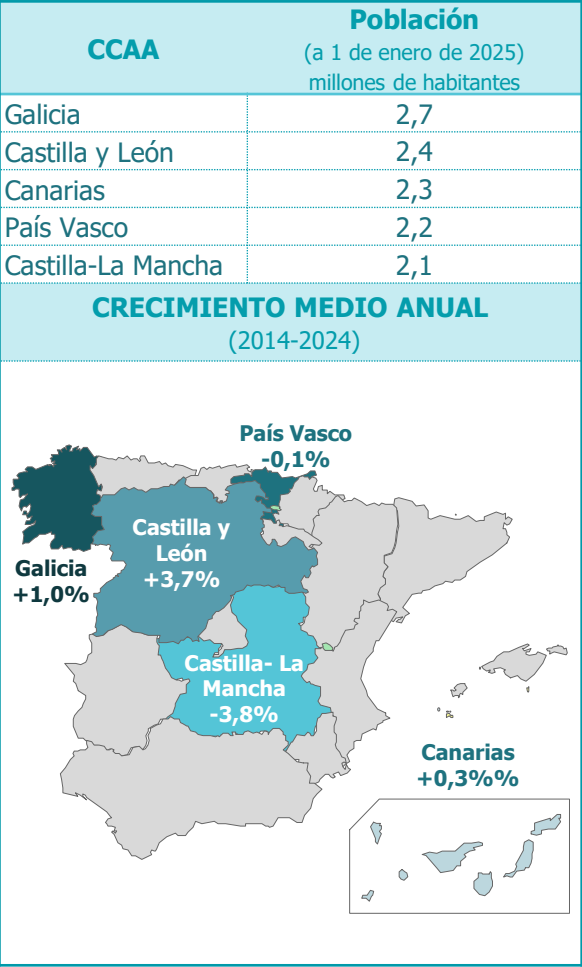 CCAA
Población
(a 1 de enero de 2025)
millones de habitantes
Galicia 2,7
Castilla y León 2,4
Canarias 2,3
País Vasco 2,2
Castilla-La Mancha 2,1
CRECIMIENTO MEDIO ANUAL
(2014-2024)
País Vasco
-0,1%
Castilla y
León
+3,7%
Galicia
+1,0%
Castilla- La
Mancha
-3,8%
Canarias
+0,3%%